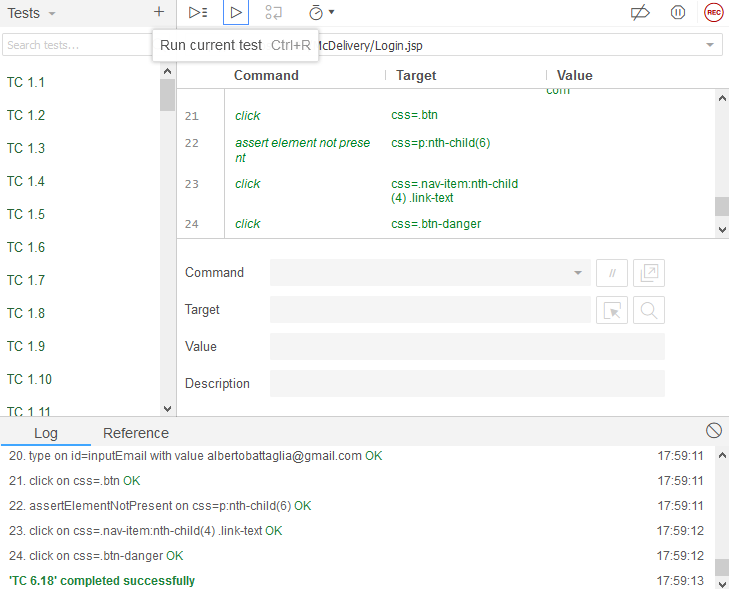 Tests
REC
Search tests...
Run current test Ctrl+R
McDelivery/Login.jsp
Command Target Value
com
TC 1.1
TC 1.2
TC 1.3
TC 1.4
TC 1.5
TC 1.6
TC 1.7
TC 1.8
TC 1.9
TC 1.10
TC 1.11
21 click css=.btn
22 assert element not prese
nt css=p:nth-child(6)
23 click css=.nav-item:nth-child
(4) .link-text
24 click css=.btn-danger
Command //
Target
Value
Description
Log Reference
20. type on id=inputEmail with value albertobattaglia@gmail.com OK 17:59:11
21. click on css=.btn OK 17:59:11
22. assertElementNotPresent on css=p:nth-child(6) OK 17:59:11
23. click on css=.nav-item:nth-child(4) .link-text OK 17:59:12
24. click on css=.btn-danger OK 17:59:12
'TC 6.18' completed successfully 17:59:13